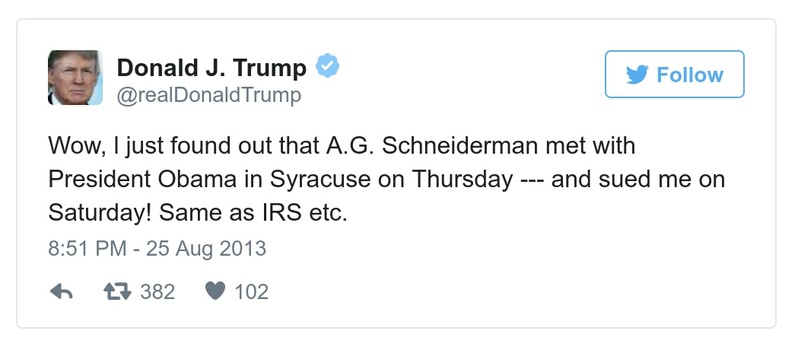 Donald J. Trump
@realDonaldTrump
Follow
Wow, I just found out that A.G. Schneiderman met with
President Obama in Syracuse on Thursday --- and sued me on
Saturday! Same as IRS etc.
8:51 PM - 25 Aug 2013
382 102